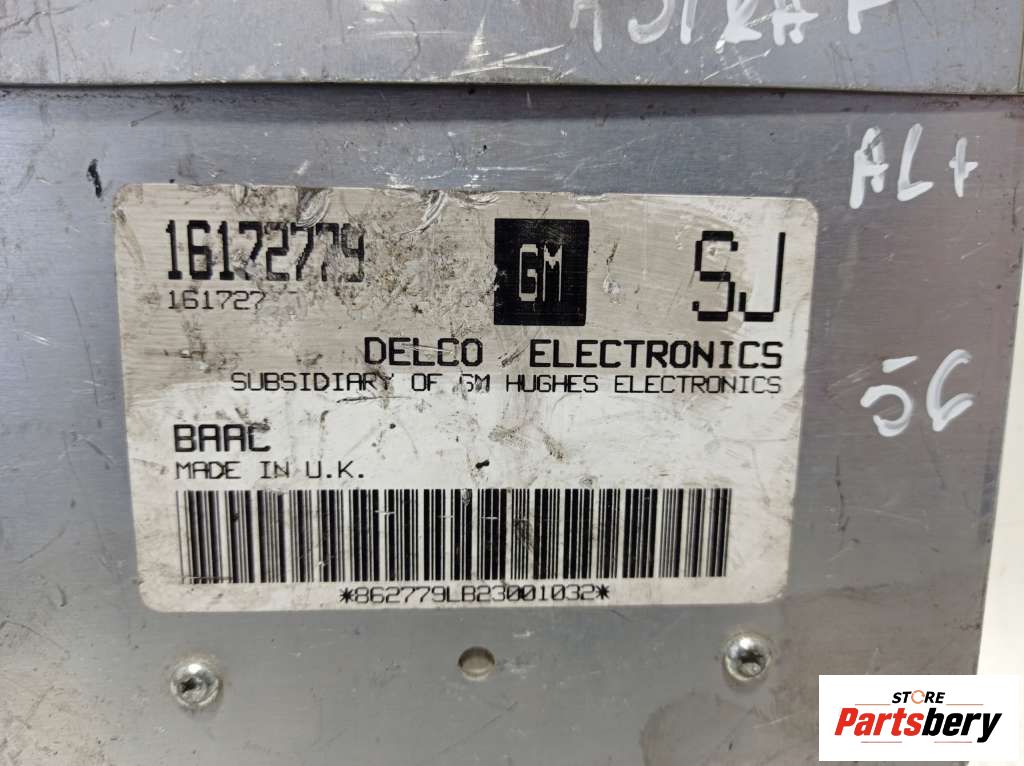 ASTRA F
AL+
16172779
GM
SJ
161727
DELCO ELECTRONICS
SUBSIDIARY OF GM HUGHES ELECTRONICS
56
BAAC
MADE IN U.K.
*862779LB23001032*
STORE
Partsbery